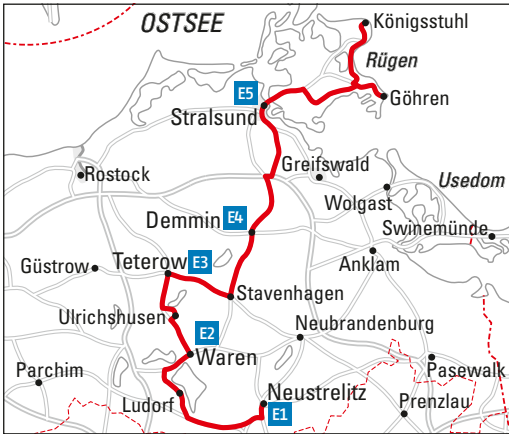 OSTSEE
Königsstuhl
Rügen
E5
Göhren
Stralsund
Greifswald
Rostock
Usedom
Wolgast
Demmin
E4
Swinemünde
Teterow
E3
Anklam
Güstrow
Stavenhagen
Ulrichshusen
E2
Neubrandenburg
Waren
Pasewalk
Parchim
Ludorf
Neustrelitz
E1
Prenzlau